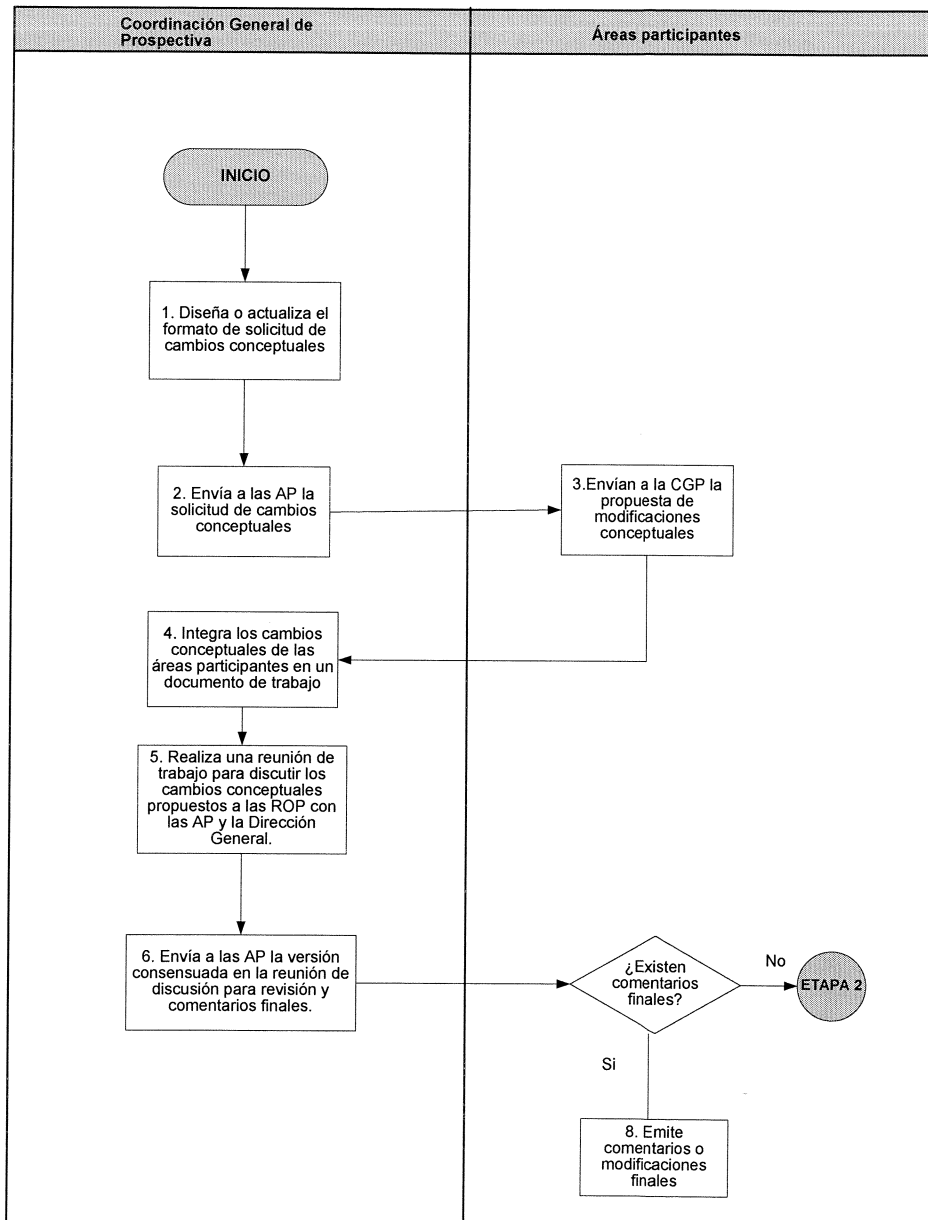 Coordinación General de
Prospectiva
Áreas participantes
INICIO
1. Diseña o actualiza el
formato de solicitud de
cambios conceptuales
2. Envía a las AP la
solicitud de cambios
conceptuales
3.Envían a la CGP la
propuesta de
modificaciones
conceptuales
4. Integra los cambios
conceptuales de las
áreas participantes en un
documento de trabajo
5. Realiza una reunión de
trabajo para discutir los
cambios conceptuales
propuestos a las ROP con
las AP y la Dirección
General.
6. Envía a las AP la versión
consensuada en la reunión de
discusión para revisión y
comentarios finales.
¿Existen
comentarios
finales?
No
ETAPA 2
Si
8. Emite
comentarios o
modificaciones
finales